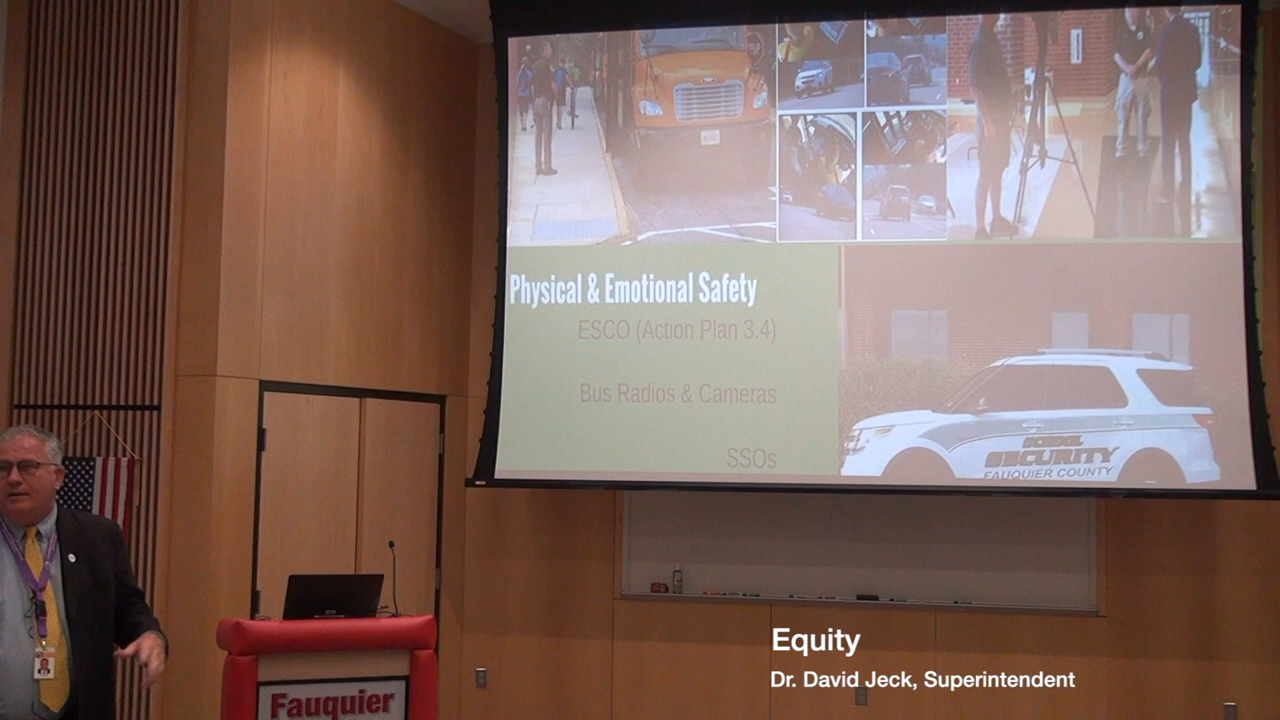 Physical & Emotional Safety
ESCO (Action Plan 3.4)
Bus Radios & Cameras
SSOs
SCHOOL
SECURITY
FAUQUIER COUNTY
Fauquier
Equity
Dr. David Jeck, Superintendent